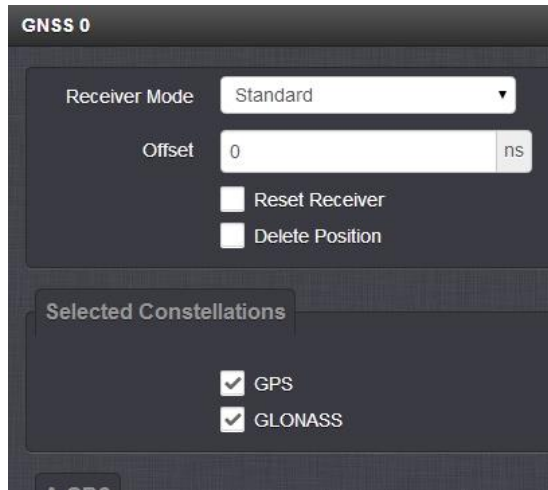 GNSS 0
Receiver Mode Standard
Offset 0 ns
Reset Receiver
Delete Position
Selected Constellations
GPS
GLONASS